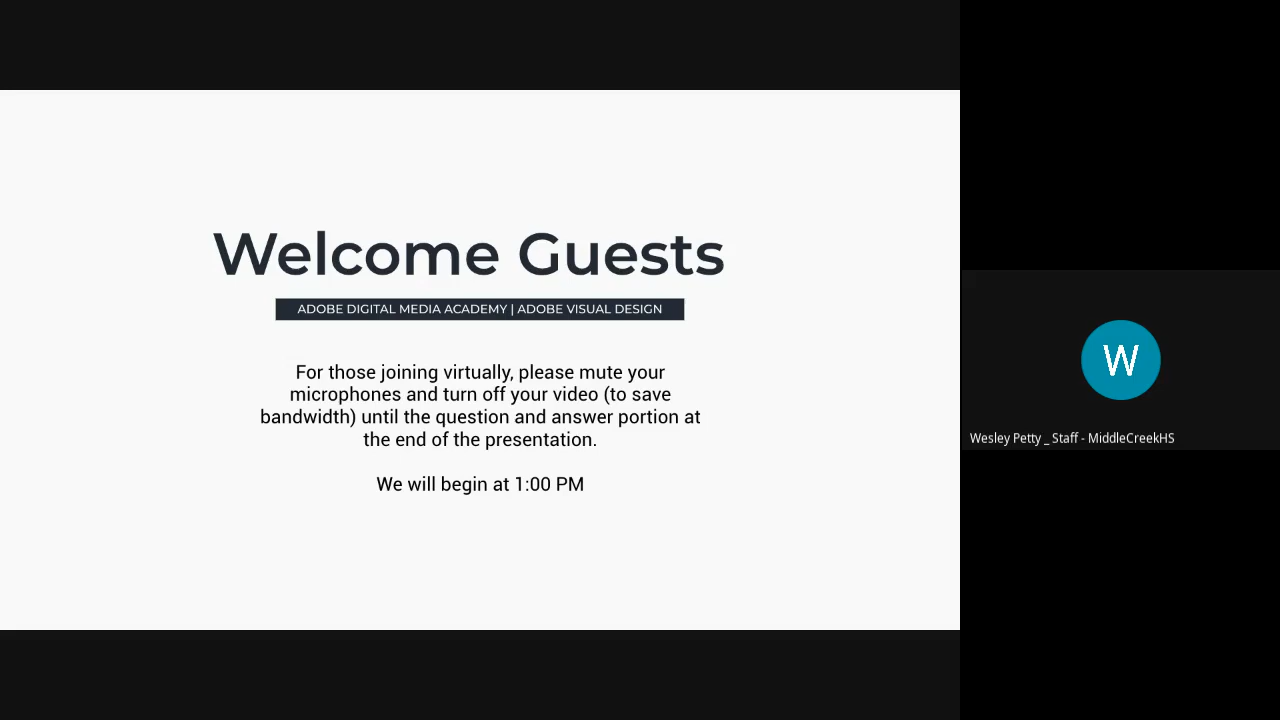 Welcome Guests
ADOBE DIGITAL MEDIA ACADEMY | ADOBE VISUAL DESIGN
For those joining virtually, please mute your
microphones and turn off your video (to save
bandwidth) until the question and answer portion at
the end of the presentation.
We will begin at 1:00 PM
W
Wesley Petty _ Staff - MiddleCreekHS